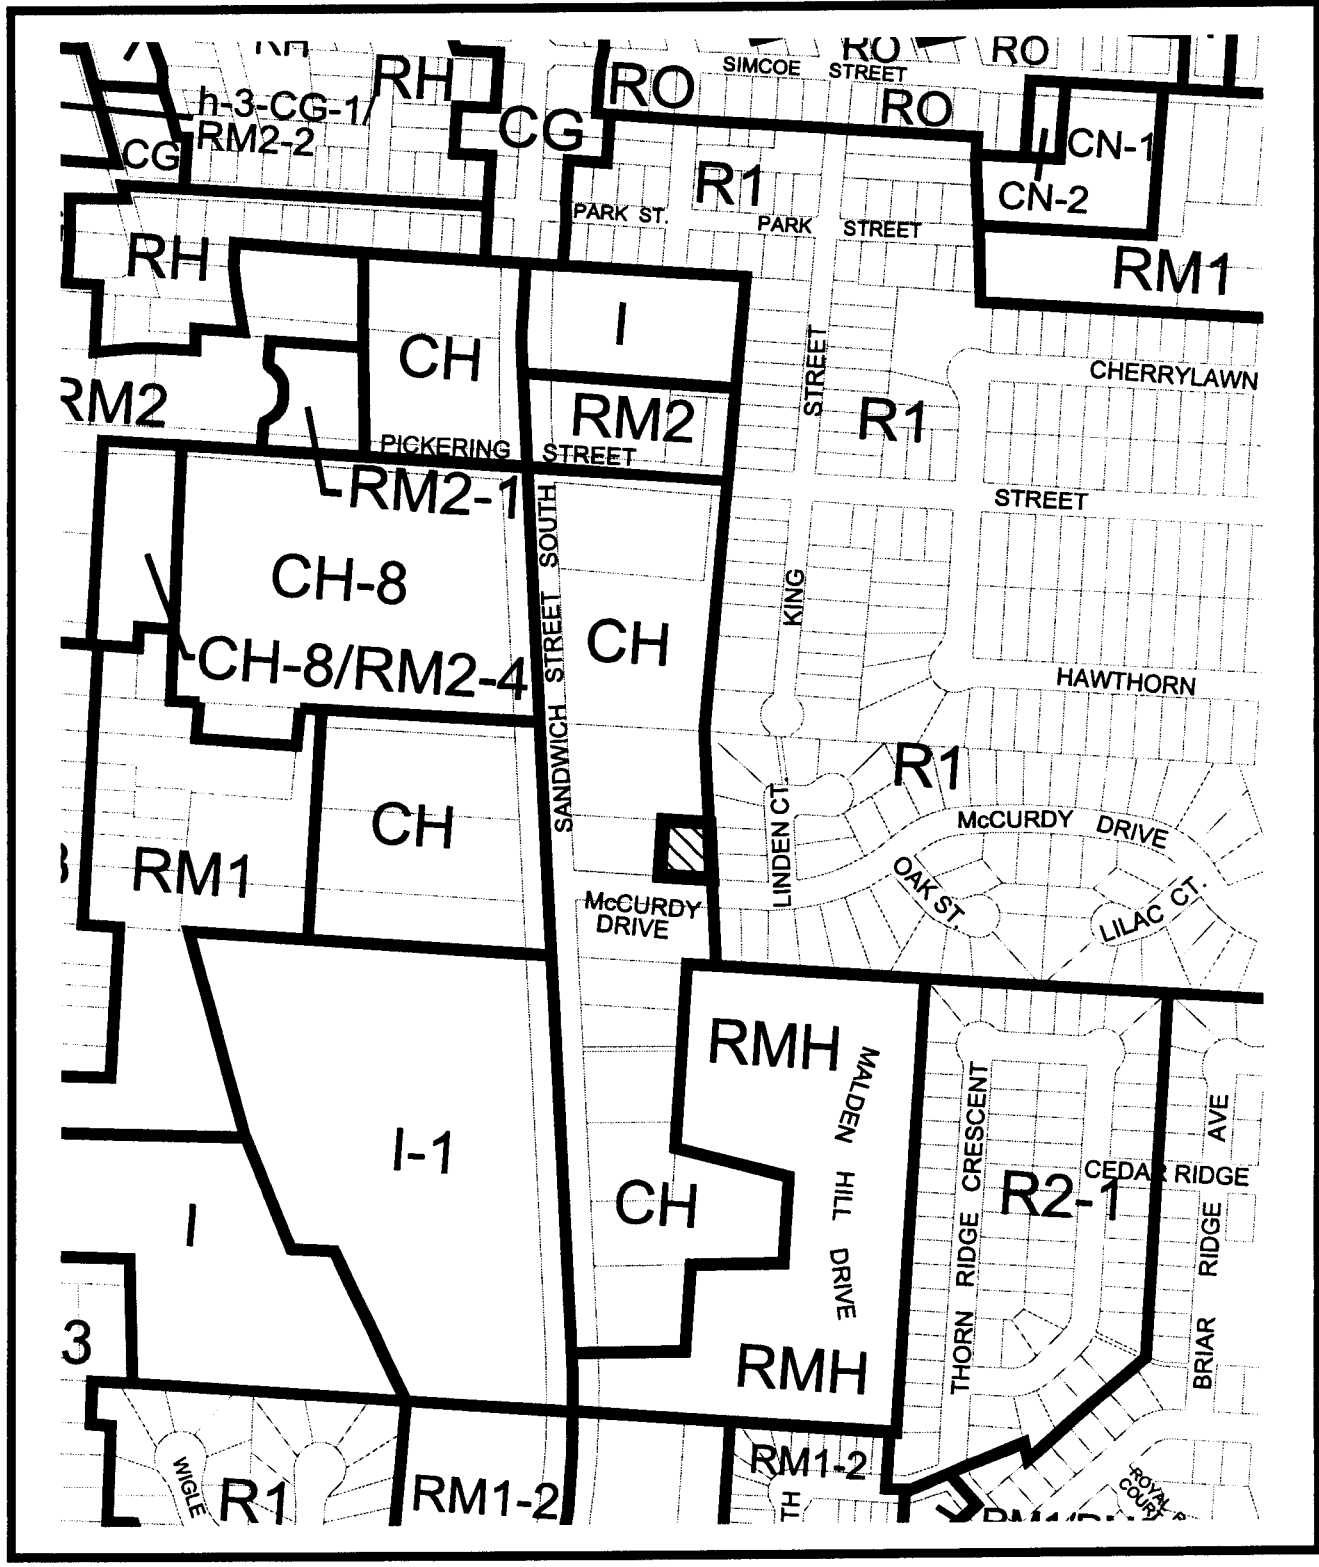 RH
RO
RO
SIMCOE STREET
RH
RO
RO
h-3-CG-1/
RM2-2
CG
CG
CN-1
R1
CN-2
PARK ST.
PARK STREET
RH
RM1
I
CH
STREET
CHERRYLAWN
RM2
RM2
R1
PICKERING STREET
RM2-1
STREET
CH-8
KING
CH
CH-8/RM2-4
HAWTHORN
SANDWICH STREET SOUTH
R1
CH
LINDEN CT.
McCURDY DRIVE
RM1
OAK ST.
LILAC CT.
McCURDY
DRIVE
RMH
MALDEN HILL DRIVE
THORN RIDGE CRESCENT
BRIAR RIDGE AVE
I-1
CEDAR RIDGE
R2-1
CH
I
3
RMH
RM1-2
WIGLE
R1
RM1-2
TH
ROYAL
COURT